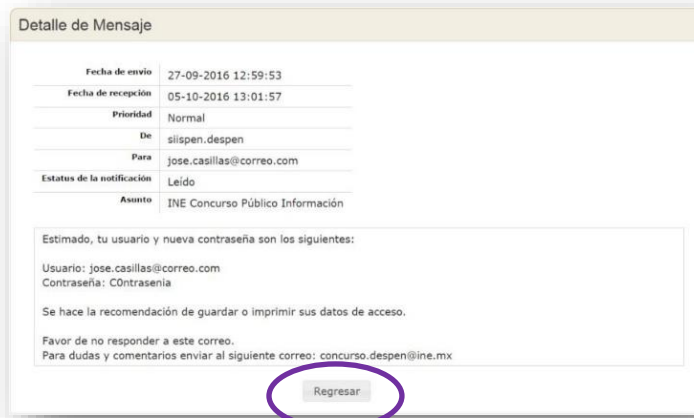 Detalle de Mensaje
Fecha de envio 27-09-2016 12:59:53
Fecha de recepción 05-10-2016 13:01:57
Prioridad Normal
De siispen.despen
Para jose.casillas@correo.com
Estatus de la notificación Leído
Asunto INE Concurso Público Información
Estimado, tu usuario y nueva contraseña son los siguientes:
Usuario: jose.casillas@correo.com
Contraseña: C0ntrasenia
Se hace la recomendación de guardar o imprimir sus datos de acceso.
Favor de no responder a este correo.
Para dudas y comentarios enviar al siguiente correo: concurso.despen@ine.mx
Regresar